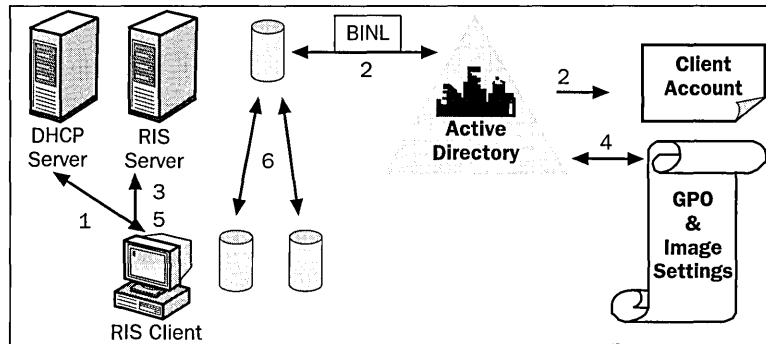 BINL
2
DHCP
Server
RIS
Server
1
3
5
RIS Client
6
Active
Directory
2
Client
Account
4
GPO
&
Image
Settings